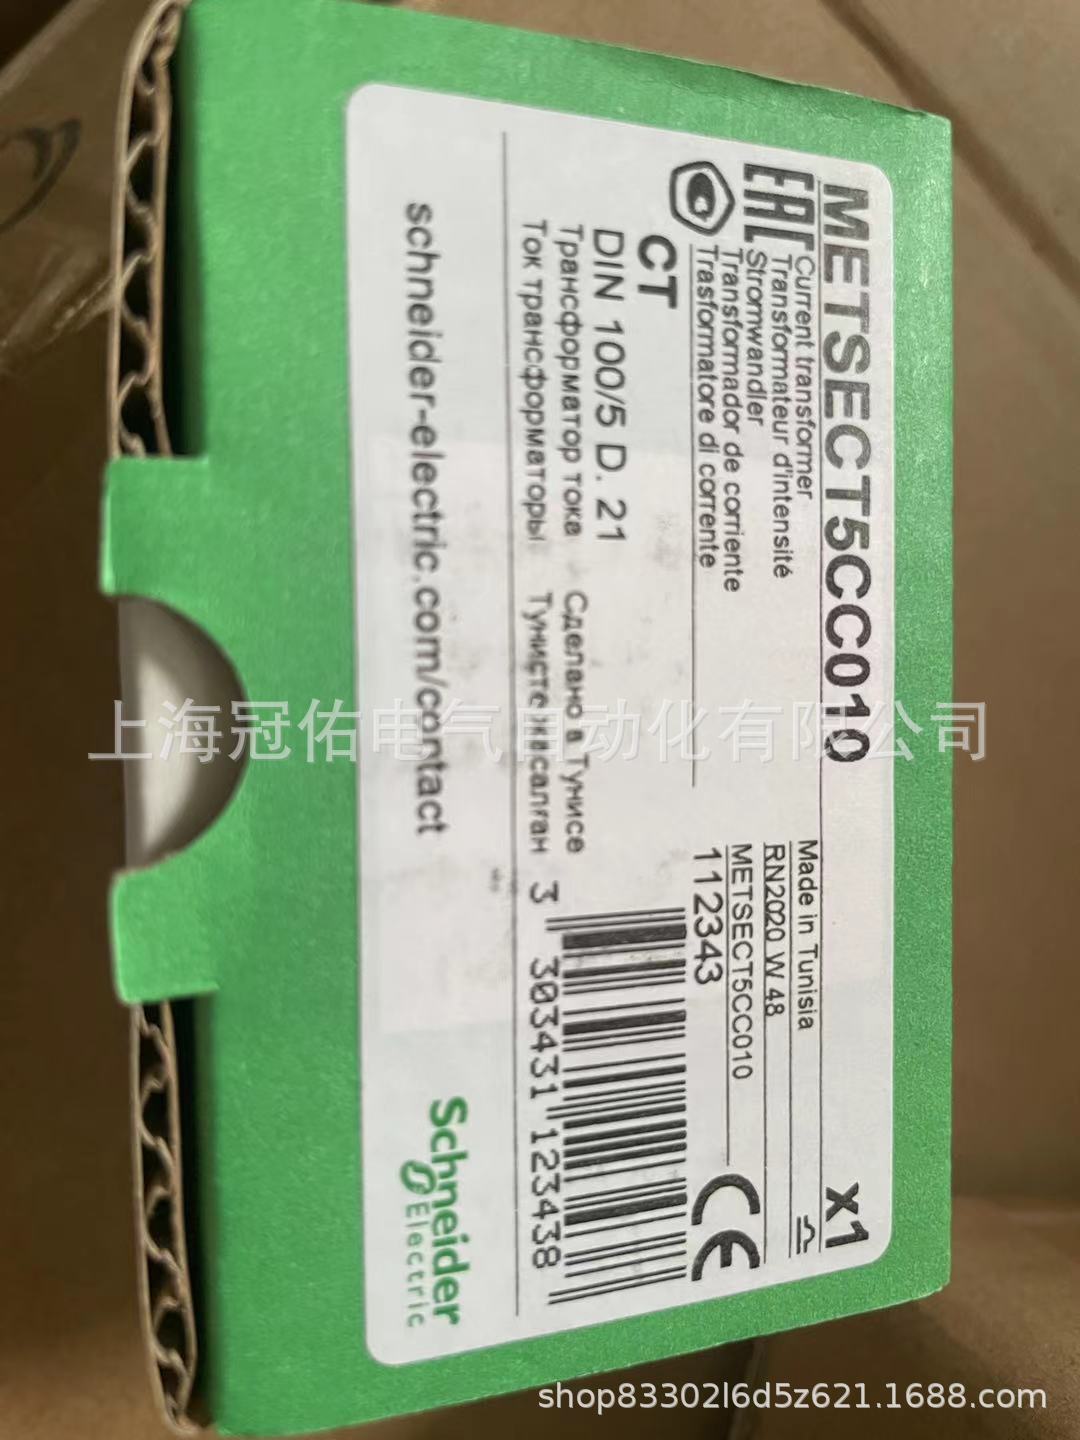 METSECT5CC010
x1
EAC
Current transformer
Transformateur d'intensité
Stromwandler
Transformador de corriente
Trasformatore di corrente
Made in Tunisia
RN2020 W 48
METSECT5CC010
112343
CE
CT
DIN 100/5 D. 21
Трансформатор тока Сделано в Тунисе
Ток трансформаторы Тунисте жасалған
3 303431 123438
schneider-electric.com/contact
Schneider
Electric
上海冠佑电气自动化有限公司
shop83302l6d5z621.1688.com